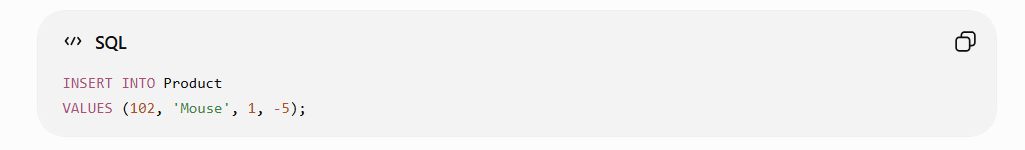 SQL
INSERT INTO Product
VALUES (102, 'Mouse', 1, -5);